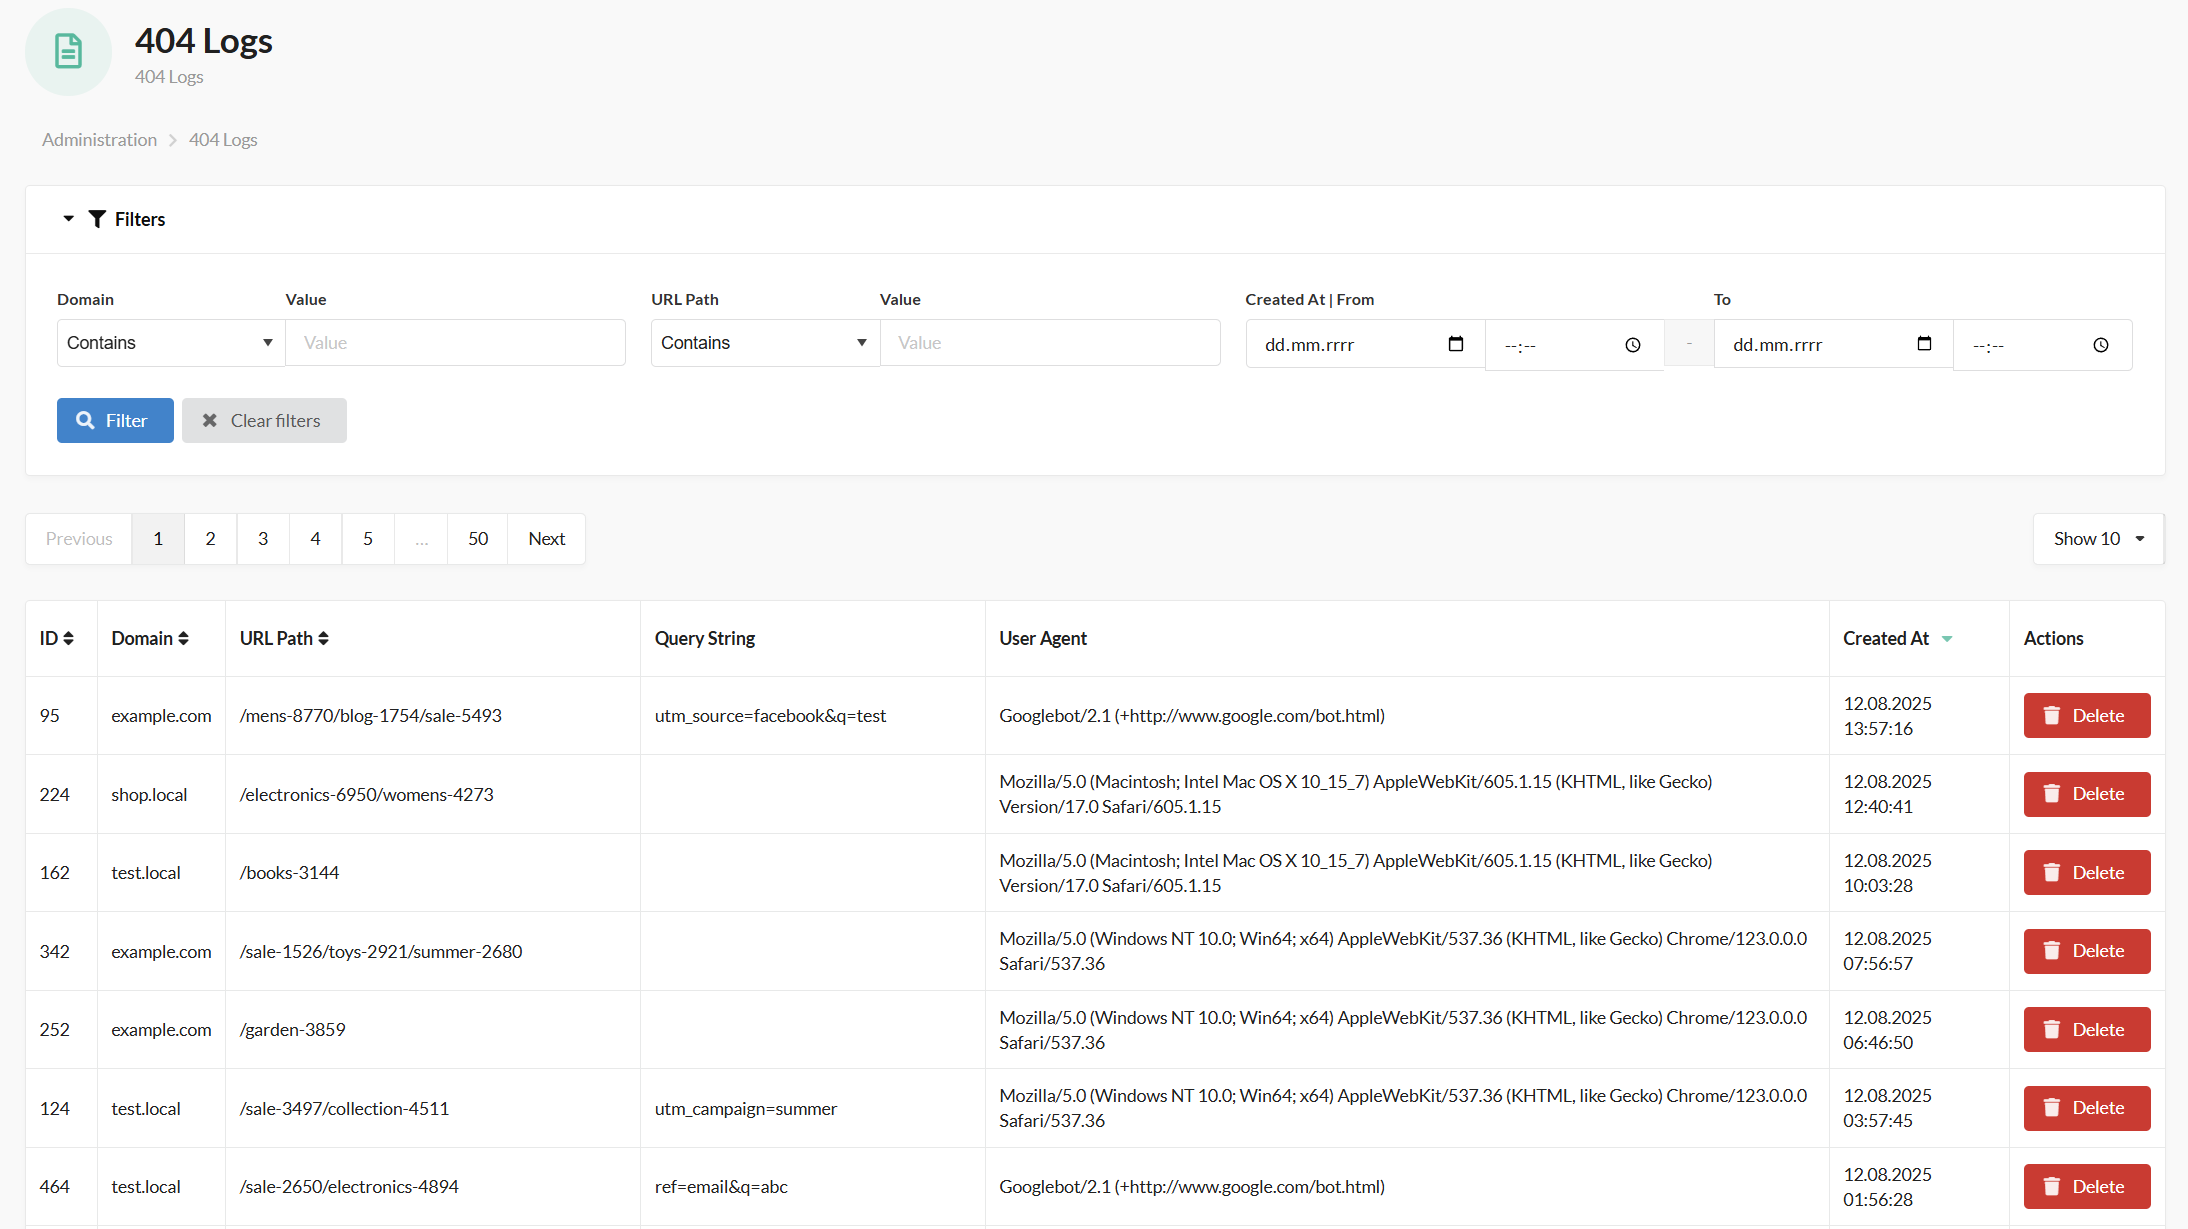 404 Logs
404 Logs
Administration
404 Logs
Filters
Domain
Value
URL Path
Value
Created At | From
To
Contains
Value
Contains
Value
dd.mm.rrrr
--:--
-
dd.mm.rrrr
--:--
Filter
Clear filters
Previous
1
2
3
4
5
...
50
Next
Show 10
ID
Domain
URL Path
Query String
User Agent
Created At
Actions
95
example.com
/mens-8770/blog-1754/sale-5493
utm_source=facebook&q=test
Googlebot/2.1 (+http://www.google.com/bot.html)
12.08.2025
13:57:16
Delete
224
shop.local
/electronics-6950/womens-4273
Mozilla/5.0 (Macintosh; Intel Mac OS X 10_15_7) AppleWebKit/605.1.15 (KHTML, like Gecko)
Version/17.0 Safari/605.1.15
12.08.2025
12:40:41
Delete
162
test.local
/books-3144
Mozilla/5.0 (Macintosh; Intel Mac OS X 10_15_7) AppleWebKit/605.1.15 (KHTML, like Gecko)
Version/17.0 Safari/605.1.15
12.08.2025
10:03:28
Delete
342
example.com
/sale-1526/toys-2921/summer-2680
Mozilla/5.0 (Windows NT 10.0; Win64; x64) AppleWebKit/537.36 (KHTML, like Gecko) Chrome/123.0.0.0
Safari/537.36
12.08.2025
07:56:57
Delete
252
example.com
/garden-3859
Mozilla/5.0 (Windows NT 10.0; Win64; x64) AppleWebKit/537.36 (KHTML, like Gecko) Chrome/123.0.0.0
Safari/537.36
12.08.2025
06:46:50
Delete
124
test.local
/sale-3497/collection-4511
utm_campaign=summer
Mozilla/5.0 (Windows NT 10.0; Win64; x64) AppleWebKit/537.36 (KHTML, like Gecko) Chrome/123.0.0.0
Safari/537.36
12.08.2025
03:57:45
Delete
464
test.local
/sale-2650/electronics-4894
ref=email&q=abc
Googlebot/2.1 (+http://www.google.com/bot.html)
12.08.2025
01:56:28
Delete